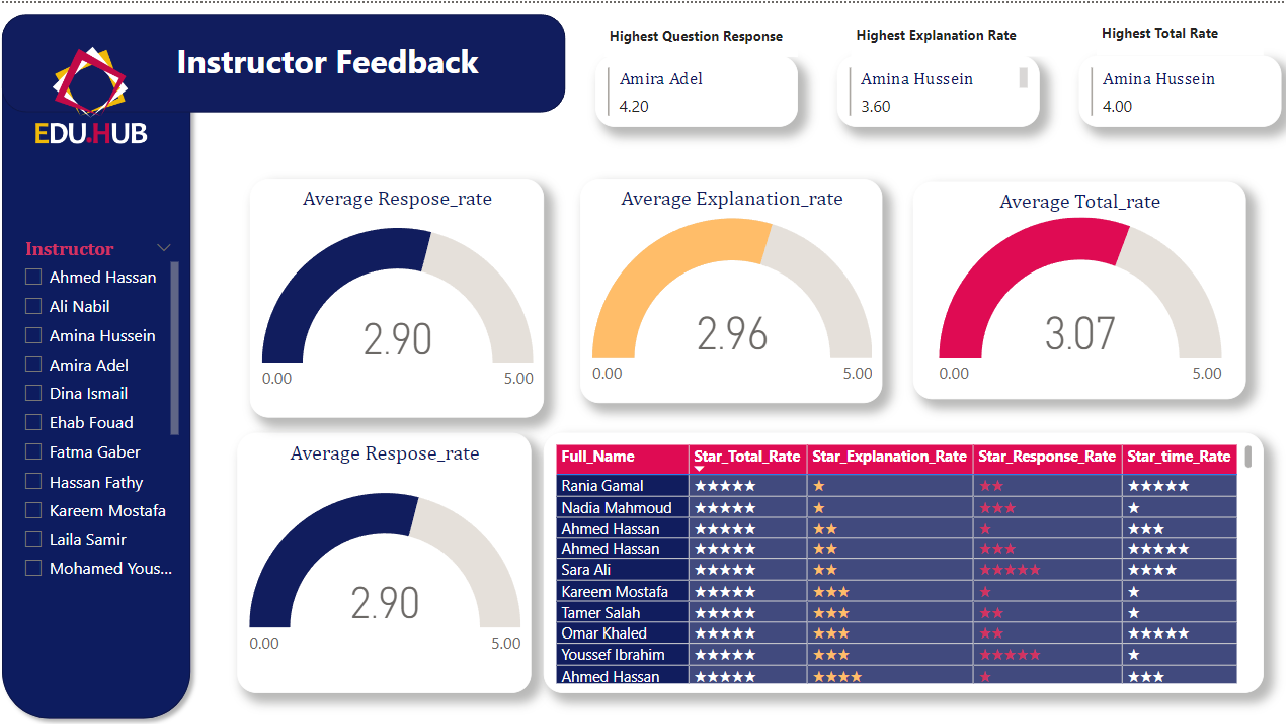 Instructor Feedback
EDU.HUB
Highest Question Response
Amira Adel
4.20
Highest Explanation Rate
Amina Hussein
3.60
Highest Total Rate
Amina Hussein
4.00
Instructor
Ahmed Hassan
Ali Nabil
Amina Hussein
Amira Adel
Dina Ismail
Ehab Fouad
Fatma Gaber
Hassan Fathy
Kareem Mostafa
Laila Samir
Mohamed Yous...
Average Respose_rate
2.90
0.00 5.00
Average Explanation_rate
2.96
0.00 5.00
Average Total_rate
3.07
0.00 5.00
Average Respose_rate
2.90
0.00 5.00
Full_Name Star_Total_Rate Star_Explanation_Rate Star_Response_Rate Star_time_Rate
Rania Gamal ★★★★★ ★ ★★ ★★★★★
Nadia Mahmoud ★★★★★ ★ ★★★ ★
Ahmed Hassan ★★★★★ ★★ ★ ★★★
Ahmed Hassan ★★★★★ ★★ ★★★ ★★★★★
Sara Ali ★★★★★ ★★ ★★★★★ ★★★★
Kareem Mostafa ★★★★★ ★★★ ★ ★
Tamer Salah ★★★★★ ★★★ ★★ ★
Omar Khaled ★★★★★ ★★★ ★★ ★★★★★
Youssef Ibrahim ★★★★★ ★★★ ★★★★★ ★
Ahmed Hassan ★★★★★ ★★★★ ★ ★★★